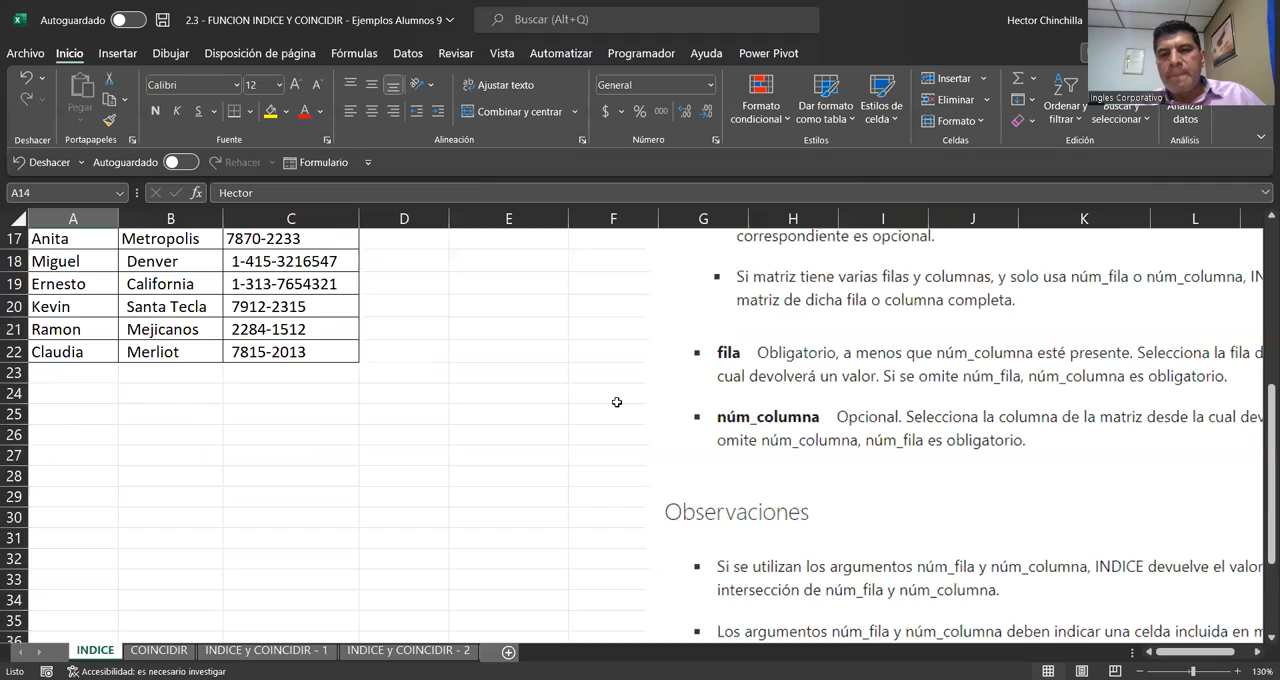 Autoguardado
2.3 - FUNCION INDICE Y COINCIDIR - Ejemplos Alumnos 9
Buscar (Alt+Q)
Hector Chinchilla
Archivo Inicio Insertar Dibujar Disposición de página Fórmulas Datos Revisar Vista Automatizar Programador Ayuda Power Pivot
Pegar
Calibri 12
N K S
Ajustar texto
Combinar y centrar
General
$ % 000
Formato condicional
Dar formato como tabla
Estilos de celda
Insertar
Eliminar
Formato
Ordenar y filtrar
seleccionar
Analizar datos
Ingles Corporativo
Deshacer Portapapeles Fuente Alineación Número Estilos Celdas Edición Análisis
Deshacer Autoguardado Rehacer Formulario
A14 fx Hector
A B C D E F G H I J K L
17 Anita Metropolis 7870-2233
18 Miguel Denver 1-415-3216547
19 Ernesto California 1-313-7654321
20 Kevin Santa Tecla 7912-2315
21 Ramon Mejicanos 2284-1512
22 Claudia Merliot 7815-2013
23
24
25
26
27
28
29
30
31
32
33
34
35
36
correspondiente es opcional.
Si matriz tiene varias filas y columnas, y solo usa núm_fila o núm_columna, IN
matriz de dicha fila o columna completa.
fila Obligatorio, a menos que núm_columna esté presente. Selecciona la fila d
cual devolverá un valor. Si se omite núm_fila, núm_columna es obligatorio.
núm_columna Opcional. Selecciona la columna de la matriz desde la cual dev
omite núm_columna, núm_fila es obligatorio.
Observaciones
Si se utilizan los argumentos núm_fila y núm_columna, INDICE devuelve el valor
intersección de núm_fila y núm_columna.
Los argumentos núm_fila y núm_columna deben indicar una celda incluida en m
INDICE COINCIDIR INDICE y COINCIDIR - 1 INDICE y COINCIDIR - 2
Listo Accesibilidad: es necesario investigar 130%